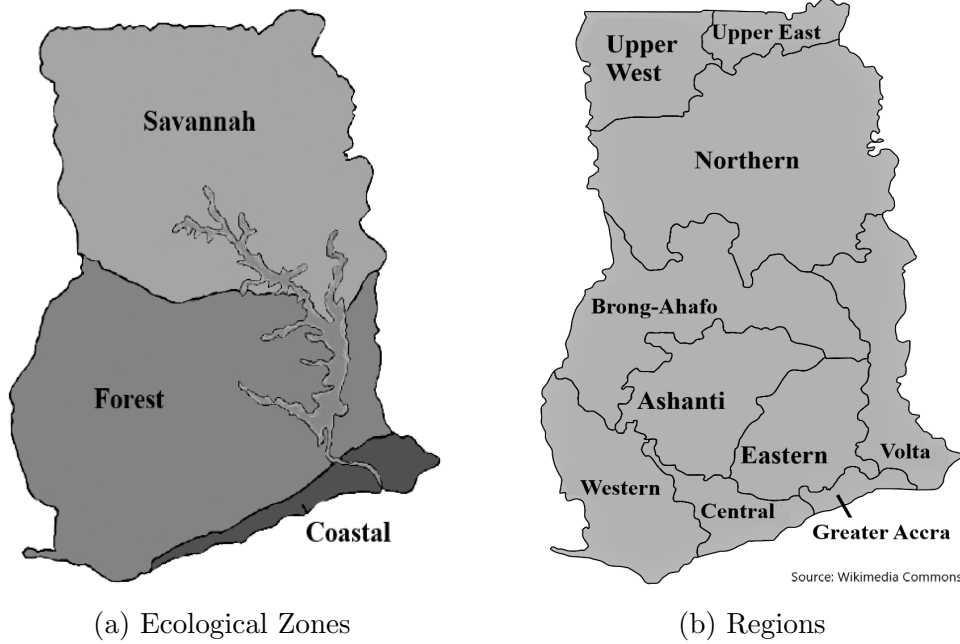 Savannah
Forest
Coastal
(a) Ecological Zones
Upper East
Upper
West
Northern
Brong-Ahafo
Ashanti
Eastern
Volta
Western
Central
Greater Accra
Source: Wikimedia Commons
(b) Regions